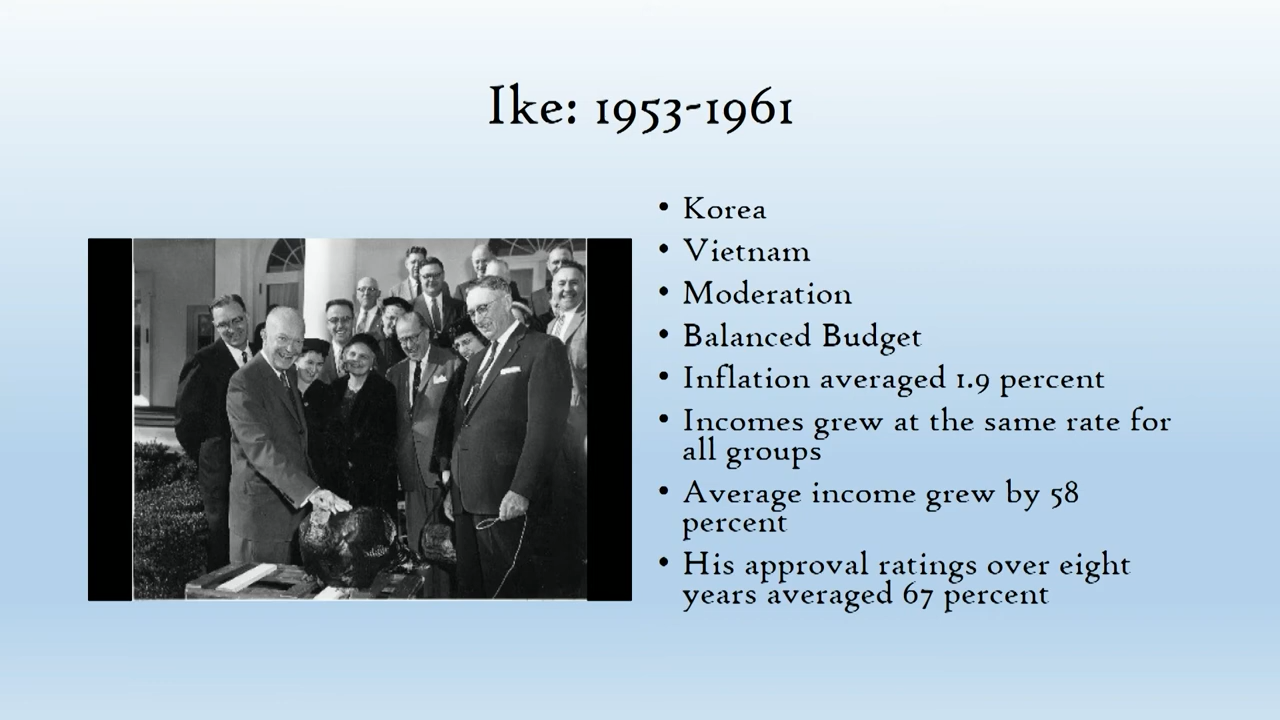 Ike: 1953-1961
• Korea
• Vietnam
• Moderation
• Balanced Budget
• Inflation averaged 1.9 percent
• Incomes grew at the same rate for
all groups
• Average income grew by 58
percent
• His approval ratings over eight
years averaged 67 percent